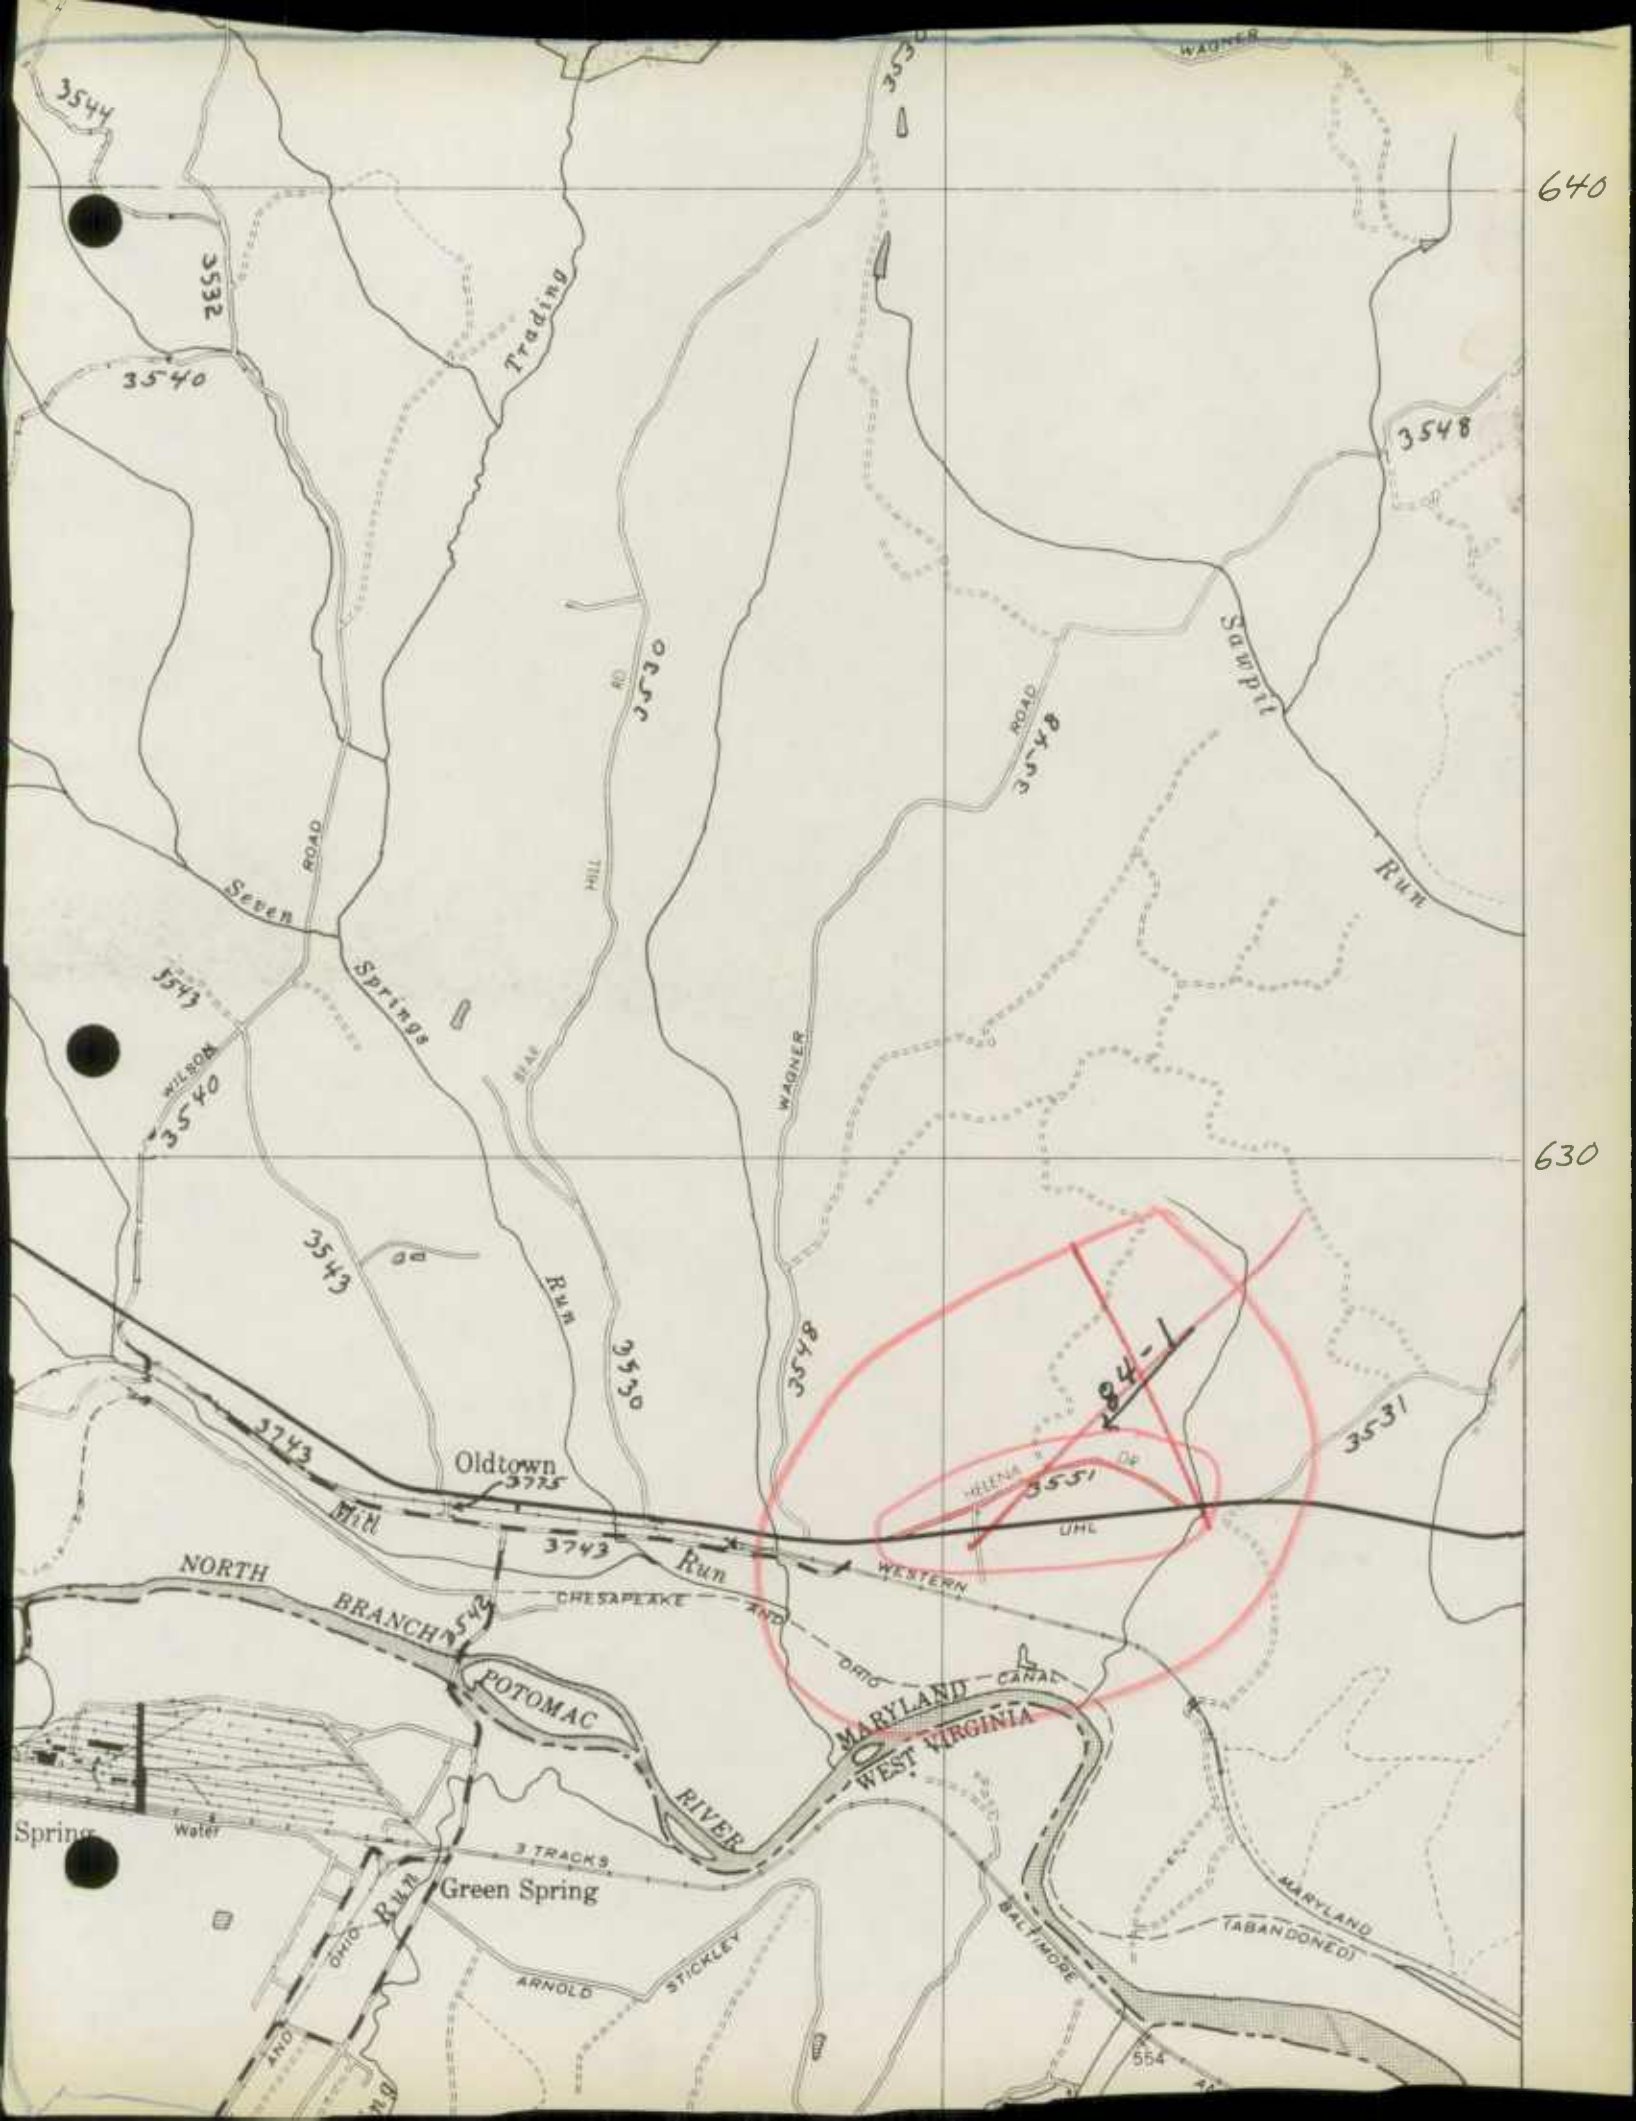 WAGNER
3530
3544
640
3532
Trading
3540
3548
Sawpit
RD
3530
ROAD
3548
ROAD
HILL
Run
Seven
Springs
3543
BEAR
WAGNER
WILSON
3540
630
3543
Run
3530
3548
84-1
3531
3743
Oldtown
3775
HELENA DR
3551
UHL
Mill
3743
Run
WESTERN
NORTH
BRANCH
3542
CHESAPEAKE
AND
OHIO
CANAL
POTOMAC
MARYLAND
WEST VIRGINIA
RIVER
Spring
Water
3 TRACKS
Green Spring
Run
OHIO
MARYLAND
(ABANDONED)
BALTIMORE
STICKLEY
ARNOLD
AND
554